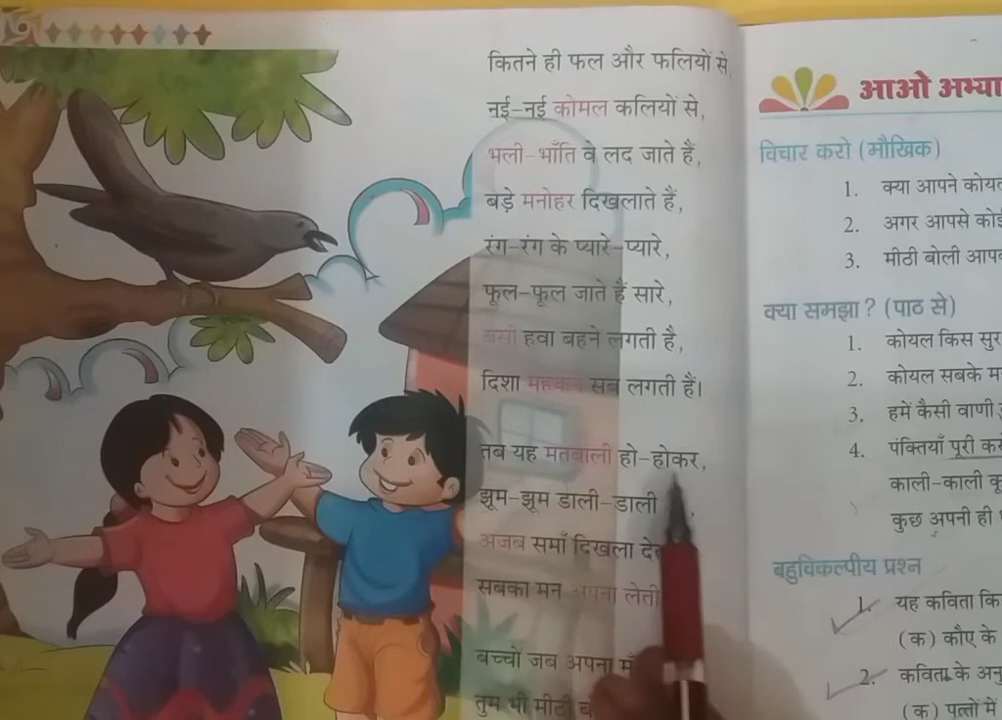 कितने ही फल और फलियों से,
नई-नई कोमल कलियों से,
भली-भाँति वे लद जाते हैं,
बड़े मनोहर दिखलाते हैं,
रंग-रंग के प्यारे-प्यारे,
फूल-फूल जाते हैं सारे,
हवा बहने लगती है,
दिशा सब लगती हैं।
तब यह मतवाली हो-होकर,
झूम-झूम डाली-डाली
अजब समाँ दिखला
सबका मन अपना लेती
बच्चों जब अपना
तुम भी मीठी
आओ अभ्या
विचार करो (मौखिक)
1. क्या आपने कोयल
2. अगर आपसे कोई
3. मीठी बोली आप
क्या समझा ? (पाठ से)
1. कोयल किस सुर
2. कोयल सबके म
3. हमें कैसी वाणी
4. पंक्तियाँ पूरी कर
काली-काली कू
कुछ अपनी ही
बहुविकल्पीय प्रश्न
1. यह कविता कि
(क) कौए के
2. कविता के अनु
(क) पत्तों में